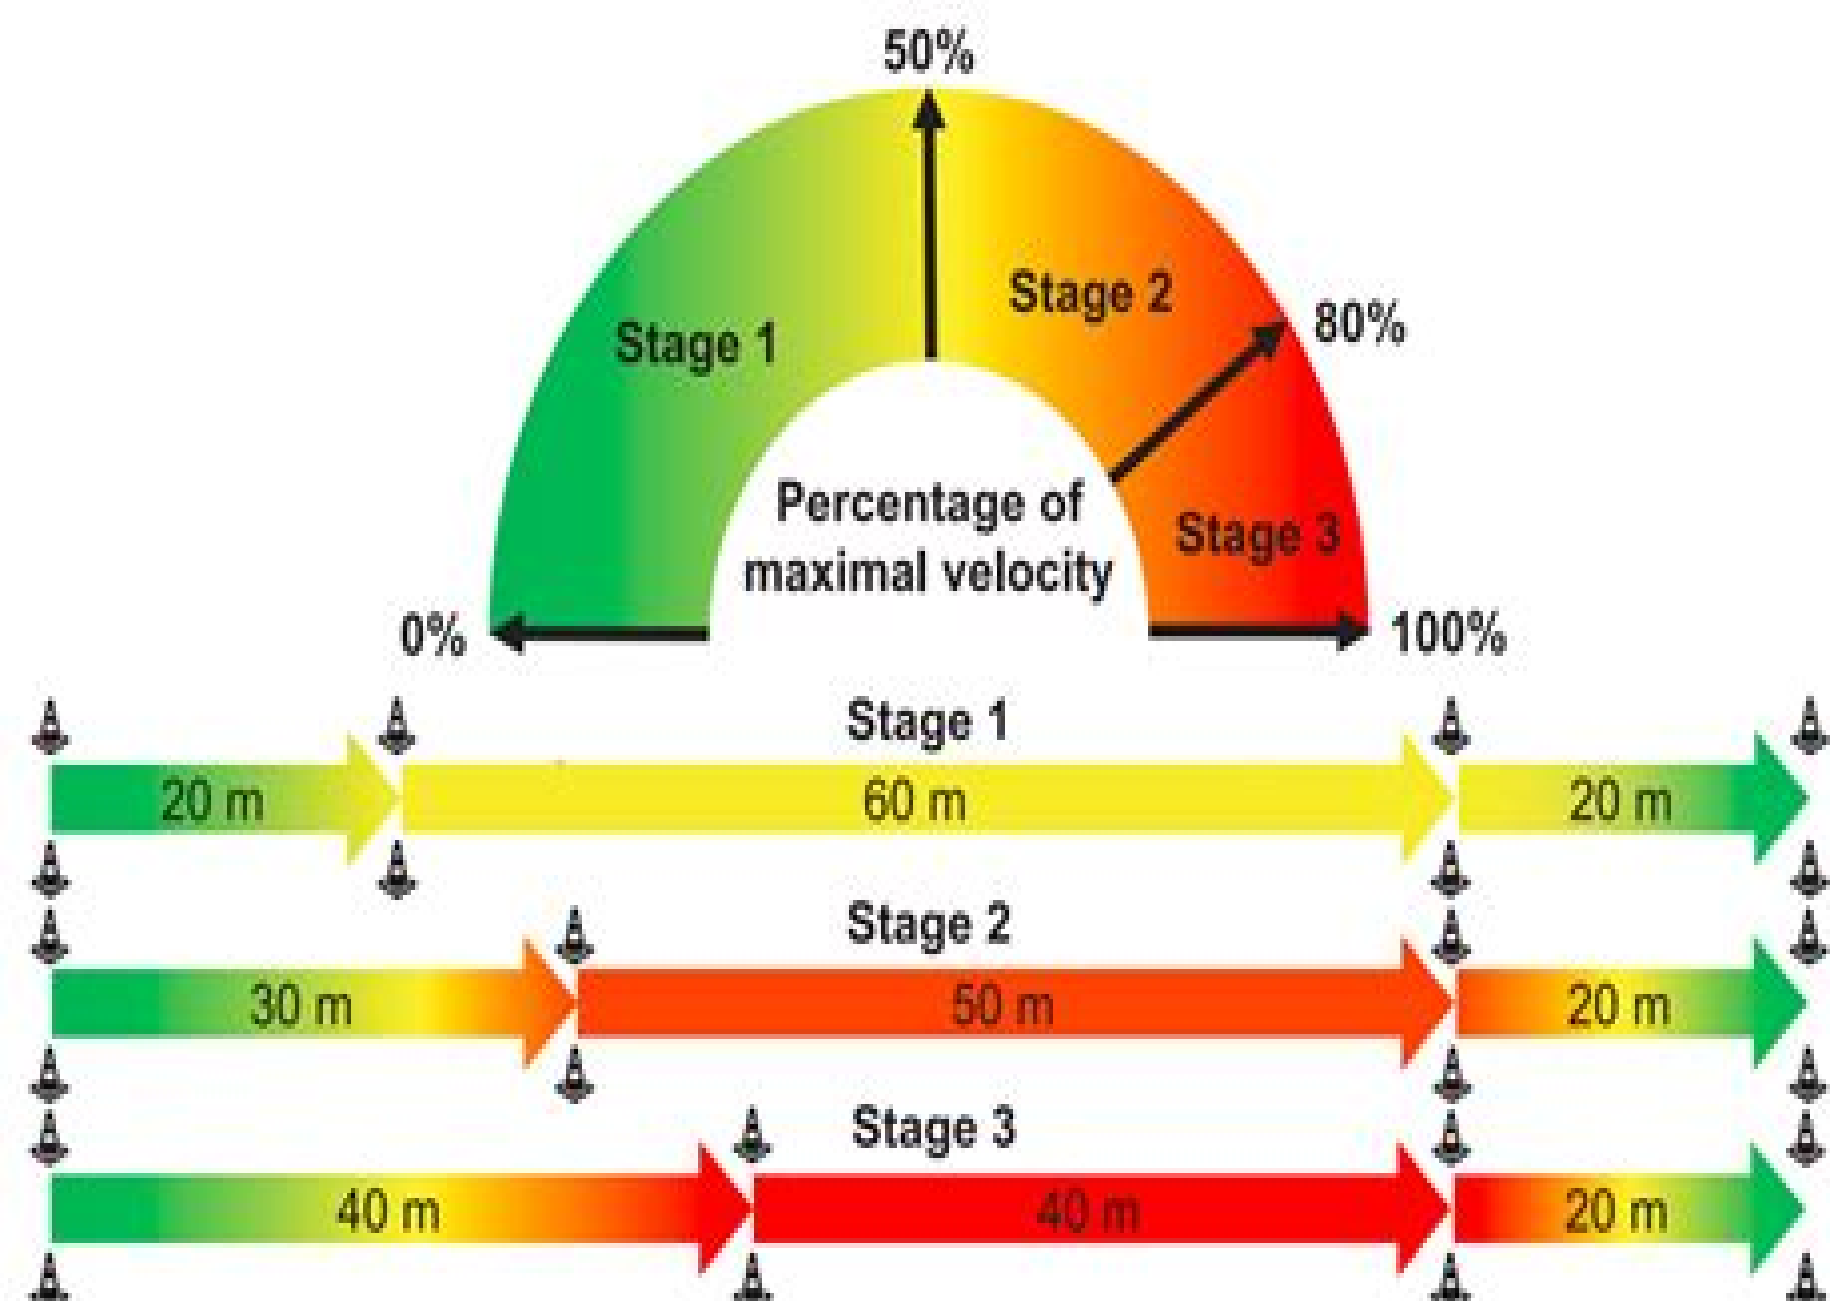 50%
Stage 2
80%
Stage 1
Percentage of
maximal velocity
Stage 3
0%
100%
Stage 1
20 m
60 m
20 m
Stage 2
30 m
50 m
20 m
Stage 3
40 m
40 m
20 m